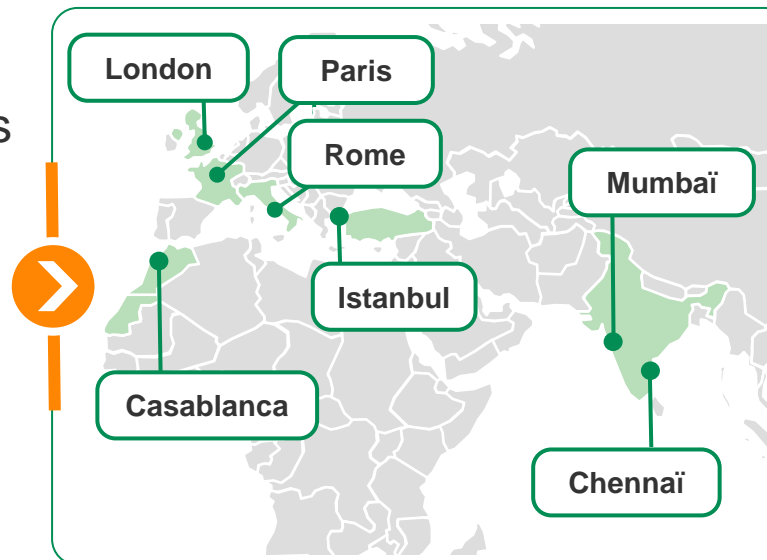 London
Paris
s
Rome
Mumbaï
Istanbul
Casablanca
Chennaï